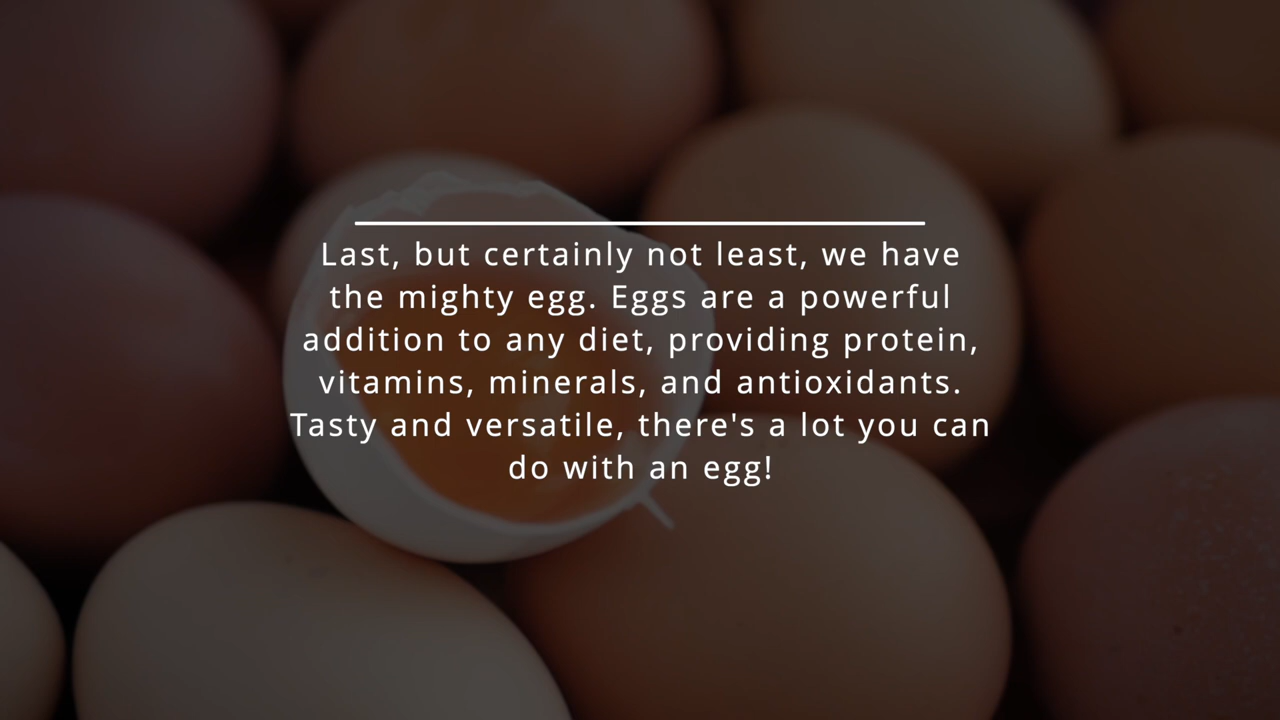 Last, but certainly not least, we have
the mighty egg. Eggs are a powerful
addition to any diet, providing protein,
vitamins, minerals, and antioxidants.
Tasty and versatile, there's a lot you can
do with an egg!